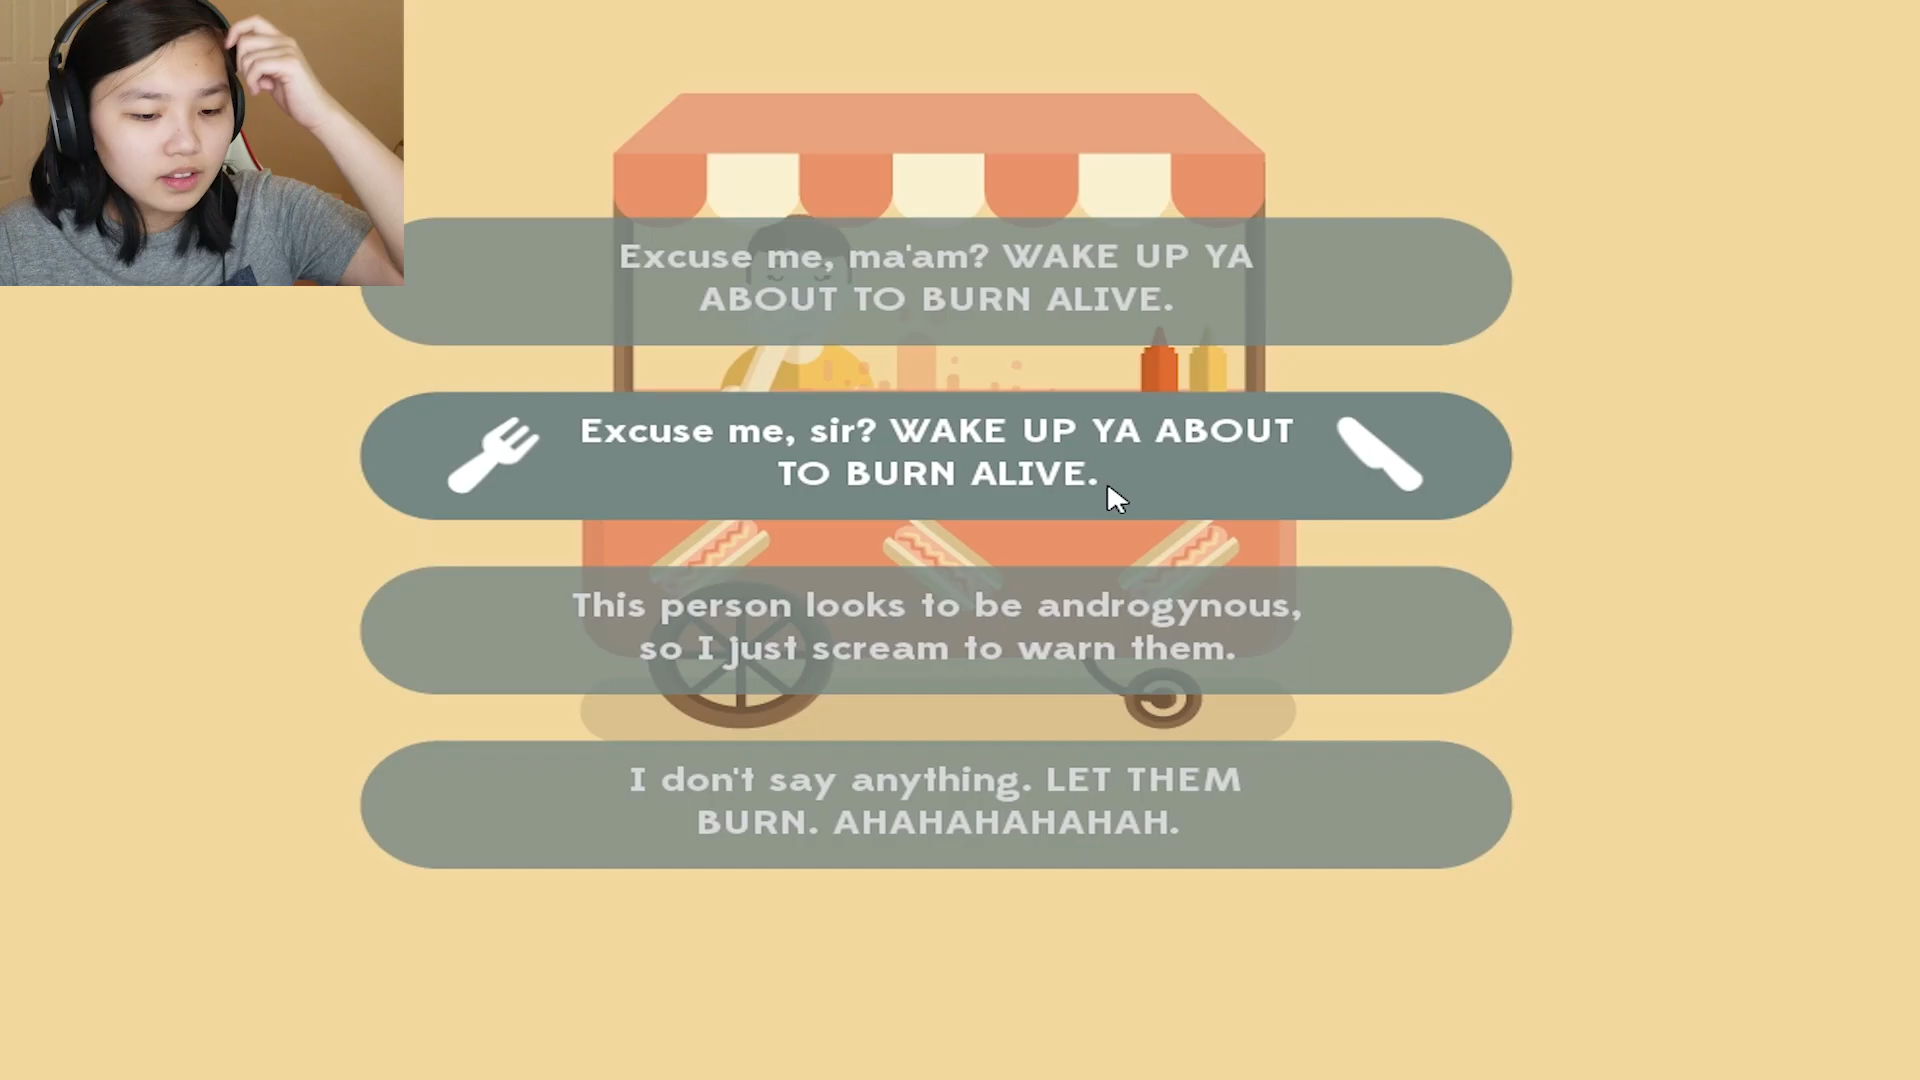 Excuse me, ma'am? WAKE UP YA
ABOUT TO BURN ALIVE.
Excuse me, sir? WAKE UP YA ABOUT
TO BURN ALIVE.
This person looks to be androgynous,
so I just scream to warn them.
I don't say anything. LET THEM
BURN. AHAHAHAHAHAH.